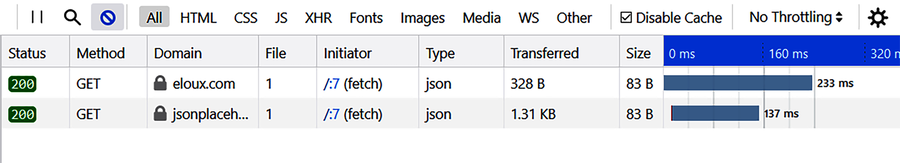 All HTML CSS JS XHR Fonts Images Media WS Other Disable Cache No Throttling
Status Method Domain File Initiator Type Transferred Size 0 ms 160 ms 320 m
200 GET eloux.com 1 /:7 (fetch) json 328 B 83 B 233 ms
200 GET jsonplaceh... 1 /:7 (fetch) json 1.31 KB 83 B 137 ms